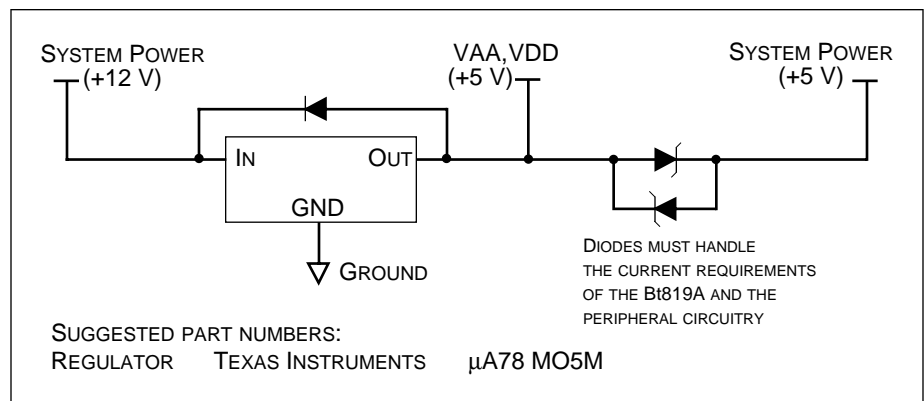 SYSTEM POWER
(+12 V)
VAA,VDD
(+5 V)
SYSTEM POWER
(+5 V)
IN
OUT
GND
GROUND
DIODES MUST HANDLE
THE CURRENT REQUIREMENTS
OF THE Bt819A AND THE
PERIPHERAL CIRCUITRY
SUGGESTED PART NUMBERS:
REGULATOR TEXAS INSTRUMENTS µA78 MO5M